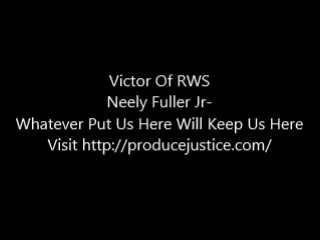 Victor Of RWS
Neely Fuller Jr-
Whatever Put Us Here Will Keep Us Here
Visit http://producejustice.com/